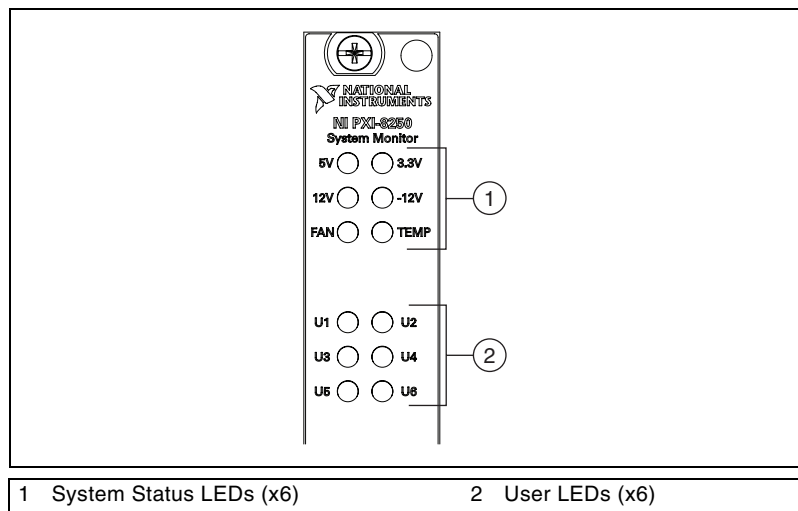 NATIONAL
INSTRUMENTS
NI PXI-8250
System Monitor
5V 3.3V
12V -12V
FAN TEMP
1
U1 U2
U3 U4
U5 U6
2
1 System Status LEDs (x6) 2 User LEDs (x6)